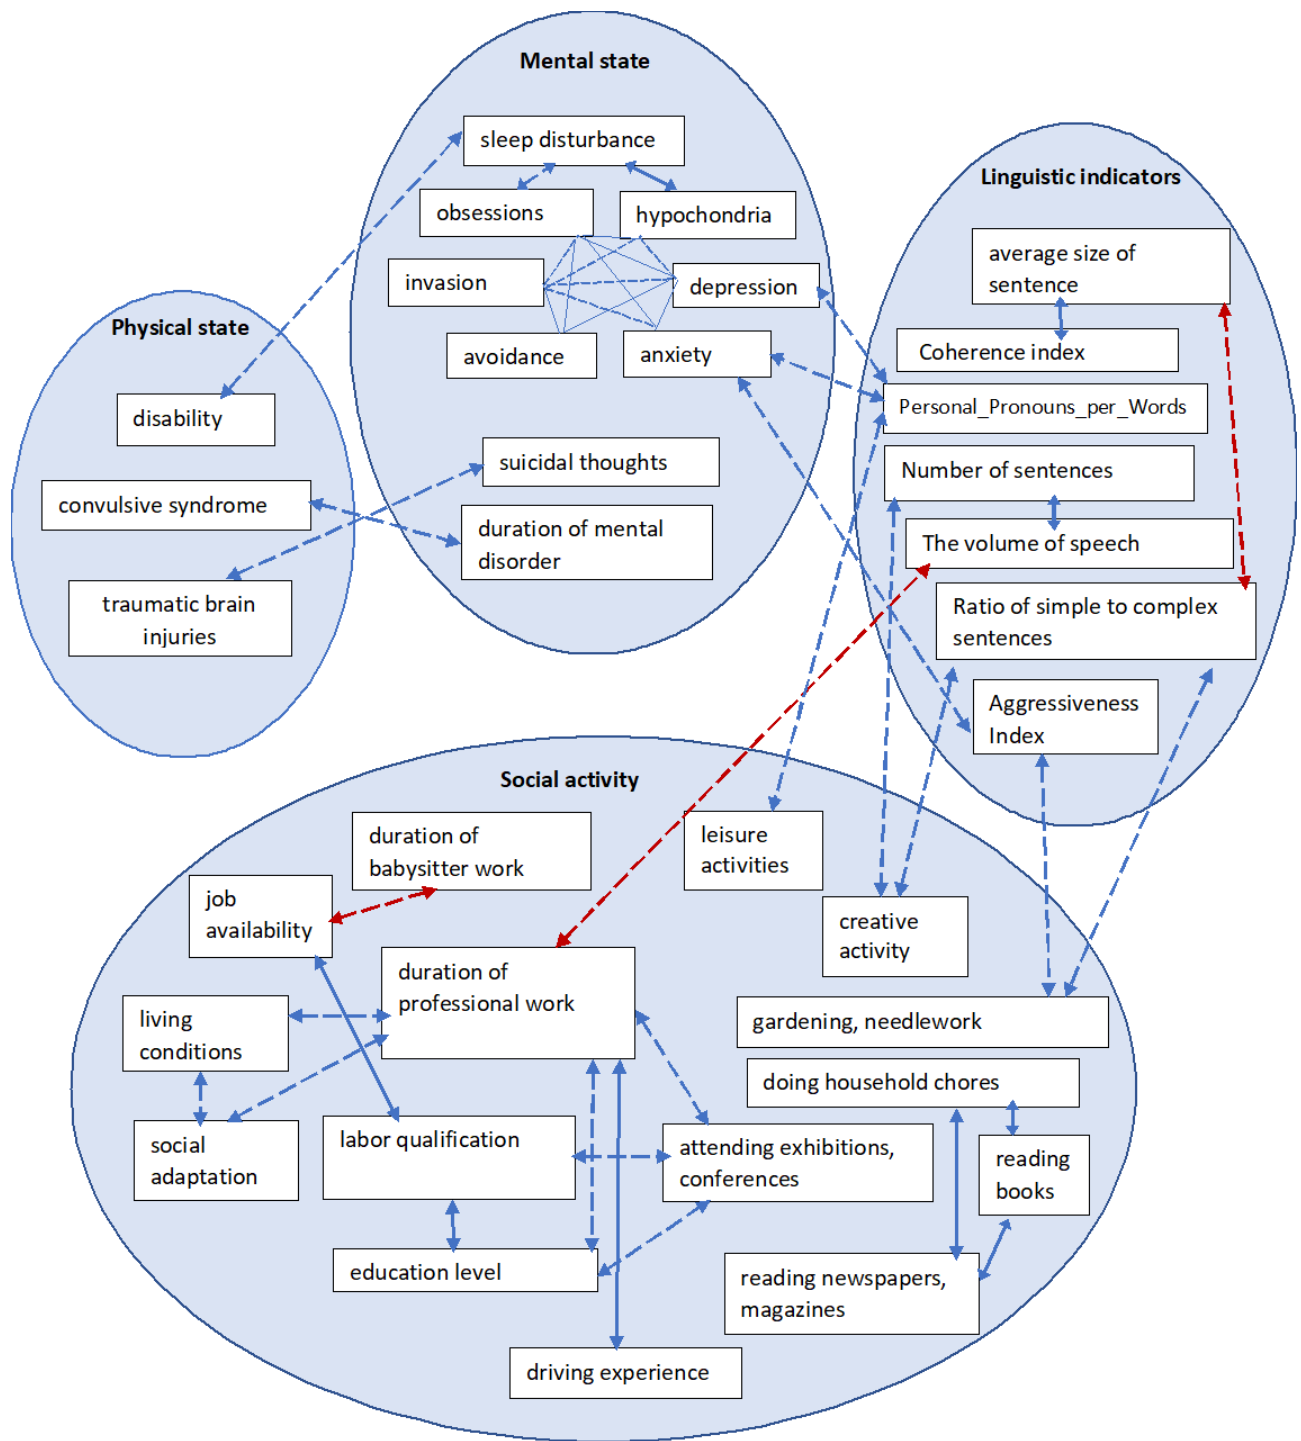 Mental state
sleep disturbance
obsessions
hypochondria
invasion
depression
avoidance
anxiety
suicidal thoughts
duration of mental
disorder
Physical state
disability
convulsive syndrome
traumatic brain
injuries
Linguistic indicators
average size of
sentence
Coherence index
Personal_Pronouns_per_Words
Number of sentences
The volume of speech
Ratio of simple to complex
sentences
Aggressiveness
Index
Social activity
duration of
babysitter work
leisure
activities
job
availability
creative
activity
duration of
professional work
living
conditions
gardening, needlework
doing household chores
social
adaptation
labor qualification
attending exhibitions,
conferences
reading
books
education level
reading newspapers,
magazines
driving experience